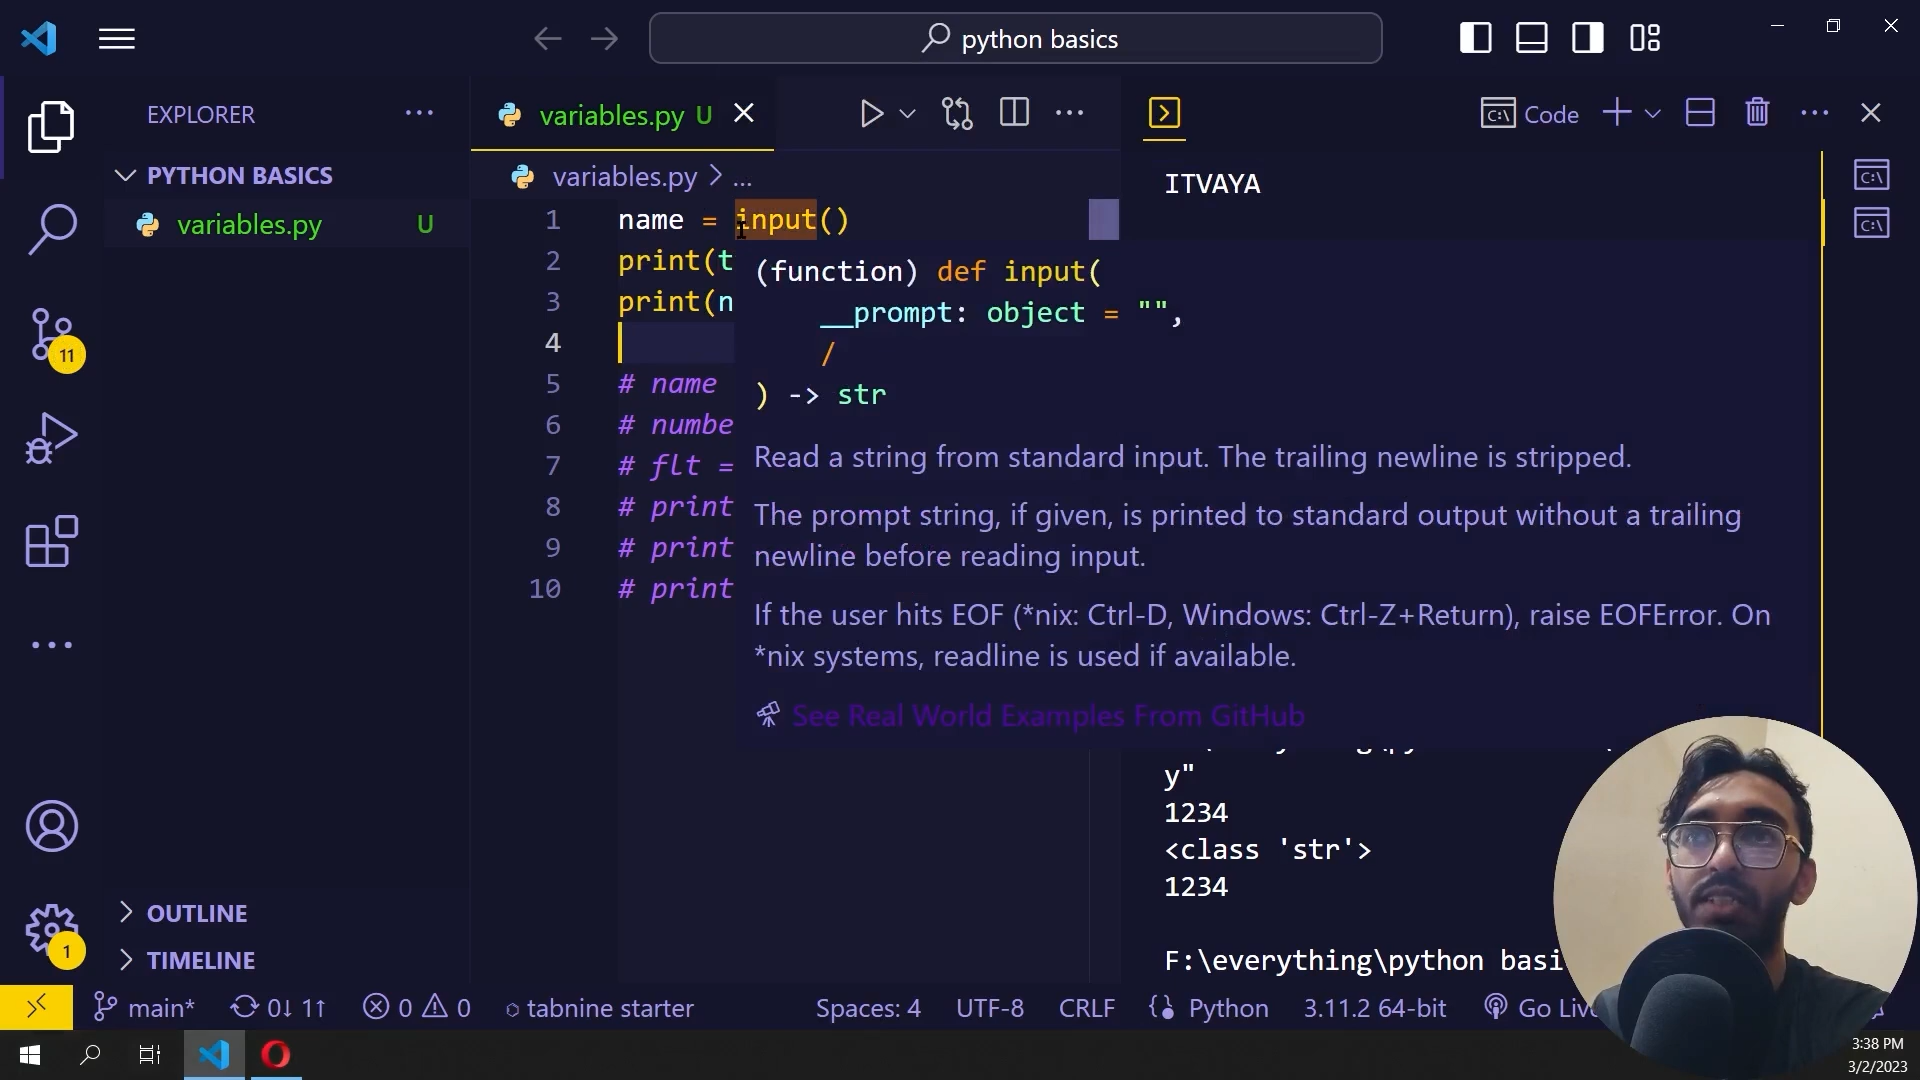 python basics
EXPLORER
variables.py U
Code
PYTHON BASICS
variables.py > ...
ITVAYA
variables.py U
1 name = input()
2 print(t
3 print(n
4
5 # name
6 # numbe
7 # flt =
8 # print
9 # print
10 # print
(function) def input(
__prompt: object = "",
/
) -> str
Read a string from standard input. The trailing newline is stripped.
The prompt string, if given, is printed to standard output without a trailing
newline before reading input.
If the user hits EOF (*nix: Ctrl-D, Windows: Ctrl-Z+Return), raise EOFError. On
*nix systems, readline is used if available.
See Real World Examples From GitHub
y"
1234
<class 'str'>
1234
F:\everything\python basi
11
1
OUTLINE
TIMELINE
main* 0↓ 1↑ 0 0 tabnine starter Spaces: 4 UTF-8 CRLF Python 3.11.2 64-bit Go Liv
3:38 PM
3/2/2023